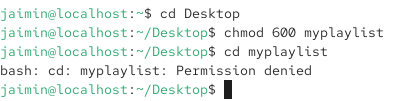 jaimin@localhost:~$ cd Desktop
jaimin@localhost:~/Desktop$ chmod 600 myplaylist
jaimin@localhost:~/Desktop$ cd myplaylist
bash: cd: myplaylist: Permission denied
jaimin@localhost:~/Desktop$